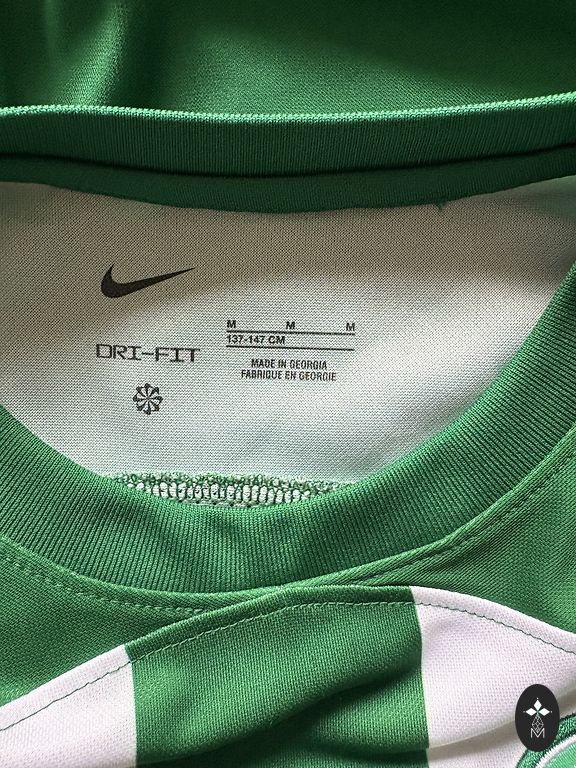 DRI-FIT
M M M
137-147 CM
MADE IN GEORGIA
FABRIQUE EN GEORGIE
M